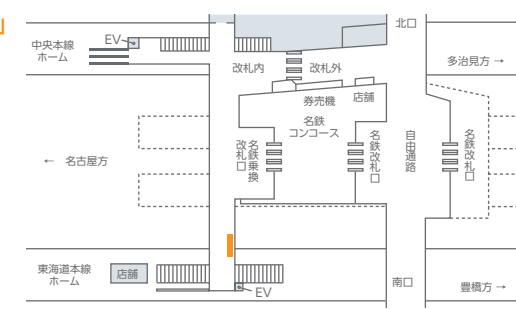 」
北口
EV
中央本線
ホーム
改札内
改札外
多治見方 →
券売機
店舗
名鉄
コンコース
名鉄乗換
改札口
名鉄改札口
自由通路
名鉄改札口
← 名古屋方
東海道本線
ホーム
店舗
EV
南口
豊橋方 →